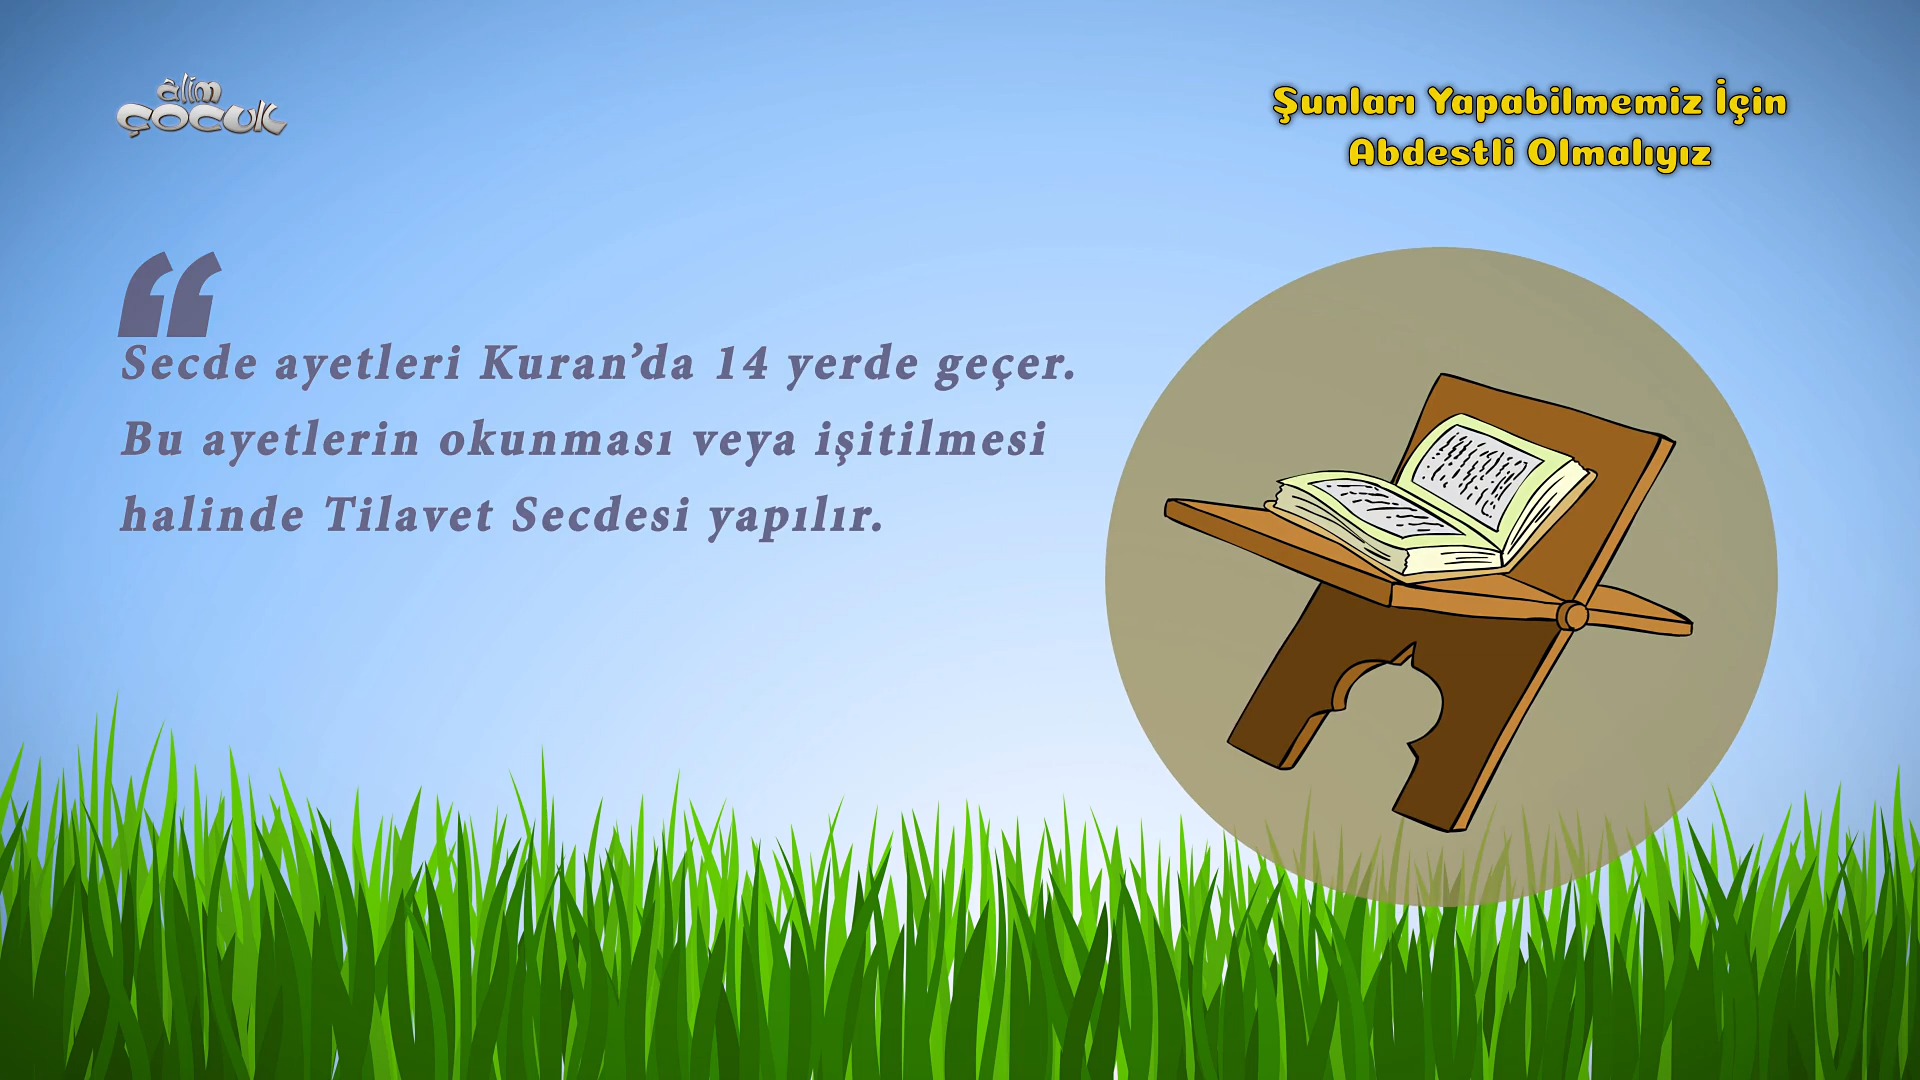 âlim
çocuk
Şunları Yapabilmemiz İçin
Abdestli Olmalıyız
“
Secde ayetleri Kuran’da 14 yerde geçer.
Bu ayetlerin okunması veya işitilmesi
halinde Tilavet Secdesi yapılır.